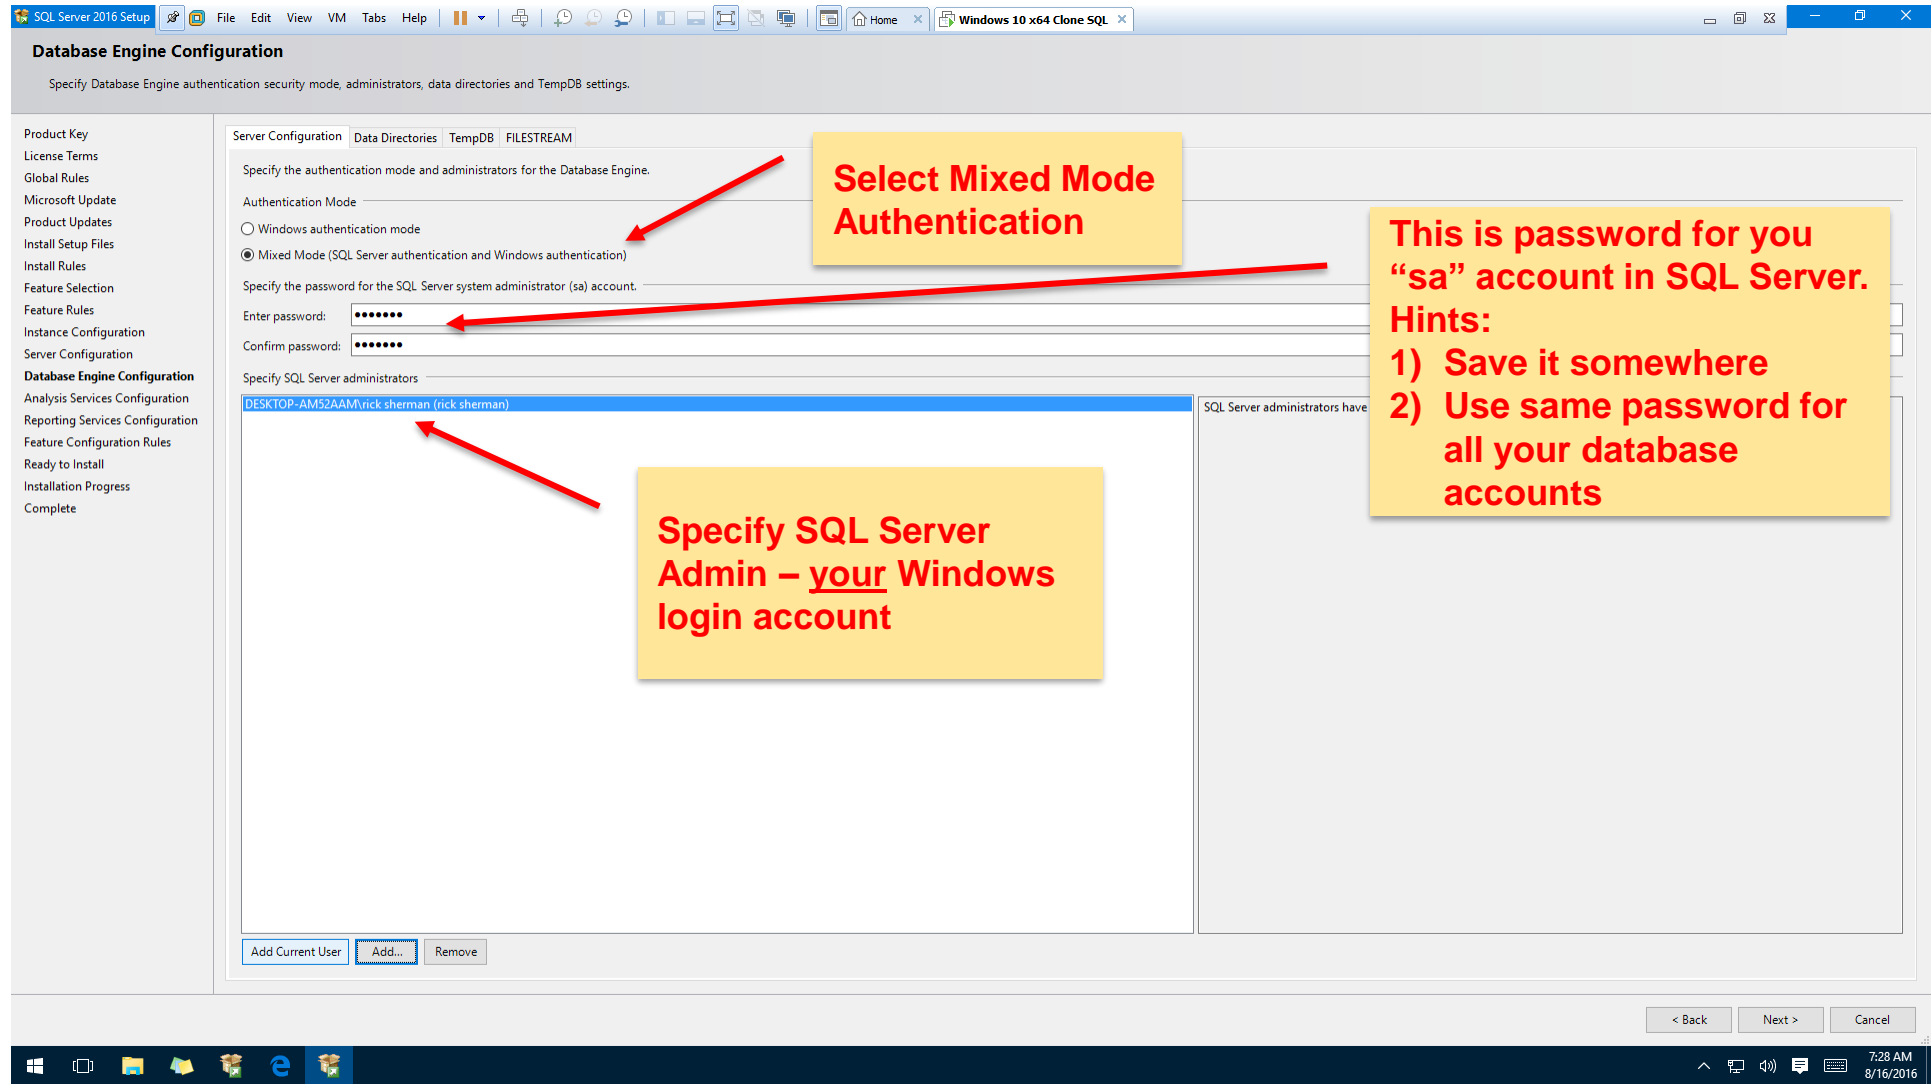 SQL Server 2016 Setup
File Edit View VM Tabs Help
Home
Windows 10 x64 Clone SQL
Database Engine Configuration
Specify Database Engine authentication security mode, administrators, data directories and TempDB settings.
Product Key
License Terms
Global Rules
Microsoft Update
Product Updates
Install Setup Files
Install Rules
Feature Selection
Feature Rules
Instance Configuration
Server Configuration
Database Engine Configuration
Analysis Services Configuration
Reporting Services Configuration
Feature Configuration Rules
Ready to Install
Installation Progress
Complete
Server Configuration Data Directories TempDB FILESTREAM
Specify the authentication mode and administrators for the Database Engine.
Authentication Mode
Windows authentication mode
Mixed Mode (SQL Server authentication and Windows authentication)
Specify the password for the SQL Server system administrator (sa) account.
Enter password: •••••••
Confirm password: •••••••
Specify SQL Server administrators
DESKTOP-AM52AAM\rick sherman (rick sherman)
SQL Server administrators have
Select Mixed Mode
Authentication
This is password for you
“sa” account in SQL Server.
Hints:
1) Save it somewhere
2) Use same password for
all your database
accounts
Specify SQL Server
Admin – your Windows
login account
Add Current User Add... Remove
< Back Next > Cancel
7:28 AM
8/16/2016